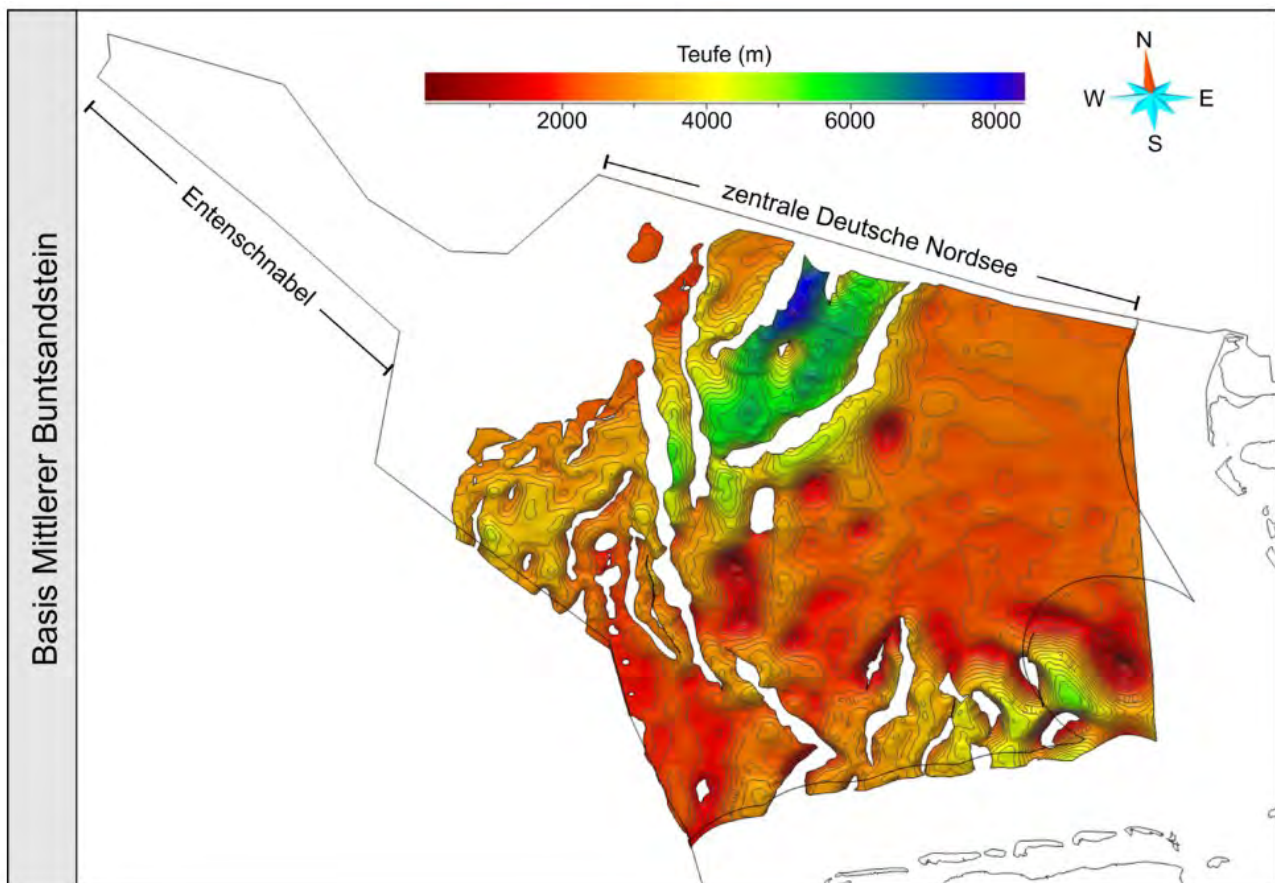 Basis Mittlerer Buntsandstein
Teufe (m)
2000 4000 6000 8000
N
W E
S
Entenschnabel
zentrale Deutsche Nordsee